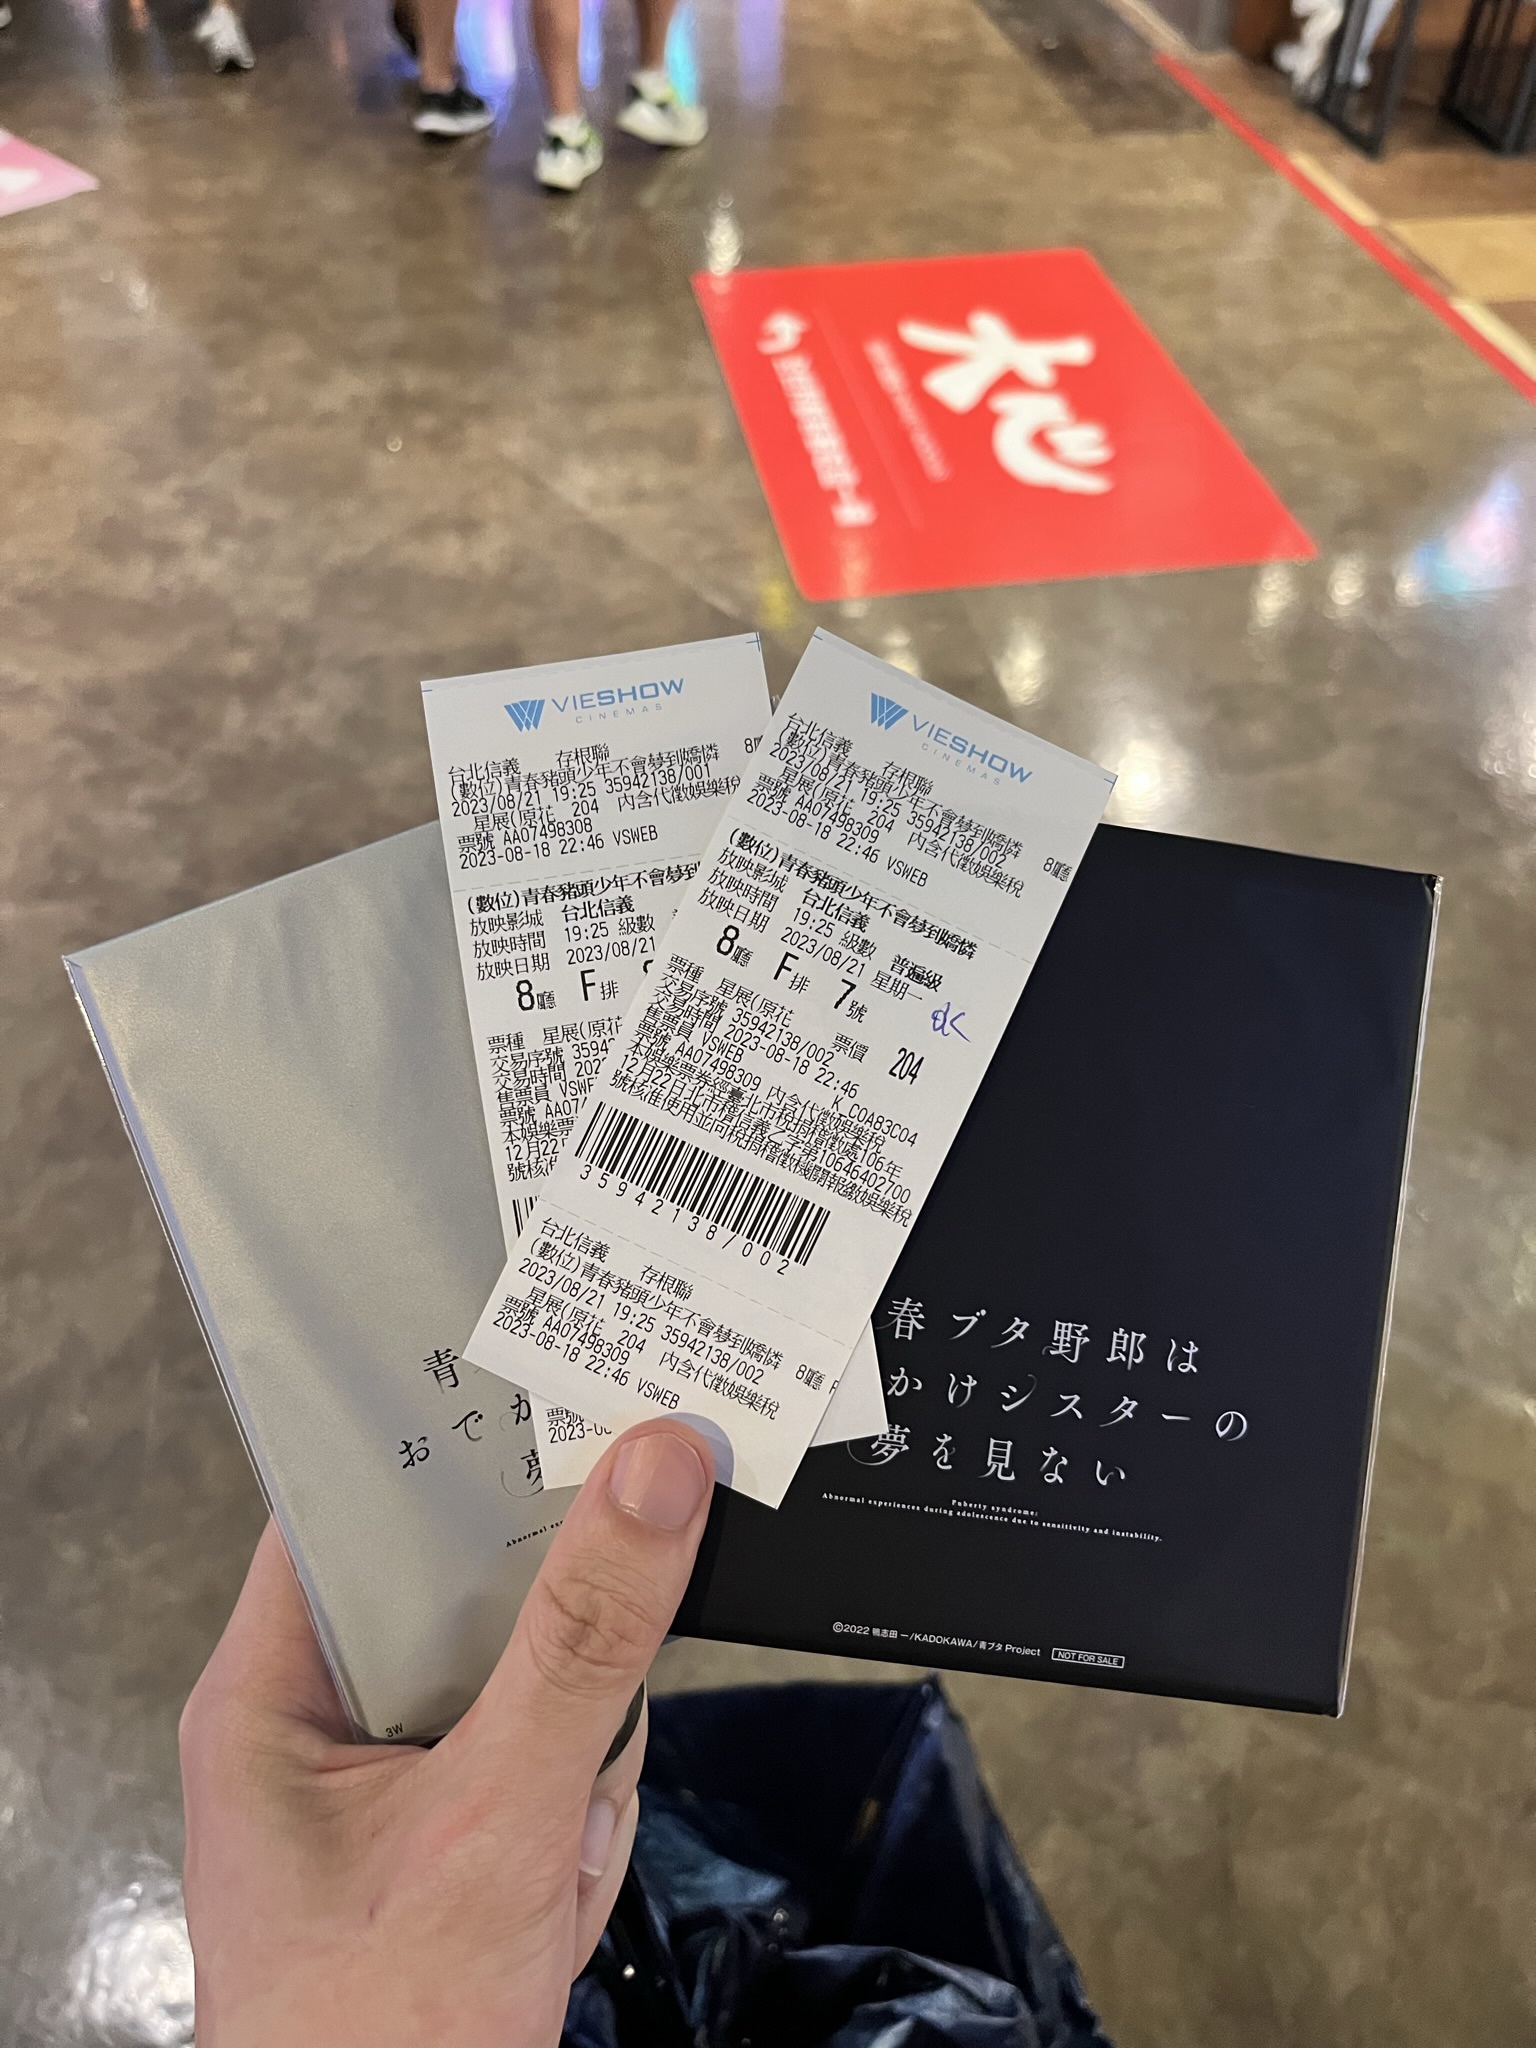 大心
VIESHOW
CINEMAS
台北信義 存根聯 8廳
(數位)青春豬頭少年不會夢到嬌憐
2023/08/21 19:25 35942138/001
星展(原花 204 內含代徵娛樂稅
票號 AA07498308
2023-08-18 22:46 VSWEB
(數位)青春豬頭少年不會夢到
放映影城 台北信義
放映時間 19:25 級數
放映日期 2023/08/21
8廳 F排
票種 星展(原花
交易序號 3594
交易時間 202
售票員 VSWE
票號 AA07
本娛樂票
12月22
號核准
票號
2023-0
VIESHOW
CINEMAS
台北信義 存根聯 8廳
(數位)青春豬頭少年不會夢到嬌憐
2023/08/21 19:25 35942138/002
星展(原花 204 內含代徵娛樂稅
票號 AA07498309
2023-08-18 22:46 VSWEB
(數位)青春豬頭少年不會夢到嬌憐
放映影城 台北信義
放映時間 19:25 級數 普遍級
放映日期 2023/08/21 星期一
8廳 F排 7號
ok
票種 星展(原花 票價 204
交易序號 35942138/002
交易時間 2023-08-18 22:46
售票員 VSWEB K C0A83C04
票號 AA07498309 內含代徵娛樂稅
本娛樂票券經臺北市稅捐稽徵處106年
12月22日北市稽信義乙字第10646402700
號核准使用並向稅捐稽徵機關報繳娛樂稅
35942138/002
台北信義 存根聯 8廳 F
(數位)青春豬頭少年不會夢到嬌憐
2023/08/21 19:25 35942138/002
星展(原花 204 內含代徵娛樂稅
票號 AA07498309
2023-08-18 22:46 VSWEB
青
おでか
夢
Abnormal
3W
春ブタ野郎は
かけシスターの
夢を見ない
Puberty syndrome:
Abnormal experiences during adolescence due to sensitivity and instability.
©2022 鴨志田 一/KADOKAWA/青ブタ Project NOT FOR SALE